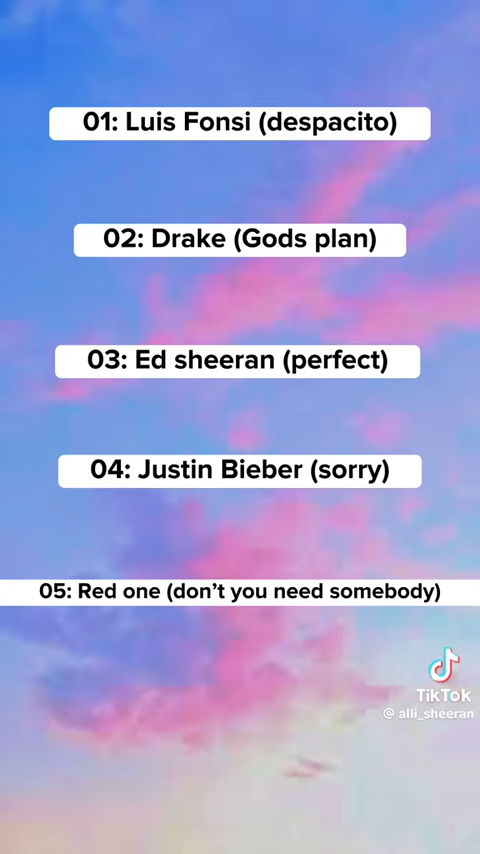 01: Luis Fonsi (despacito)
02: Drake (Gods plan)
03: Ed sheeran (perfect)
04: Justin Bieber (sorry)
05: Red one (don’t you need somebody)
TikTok
@ alli_sheeran